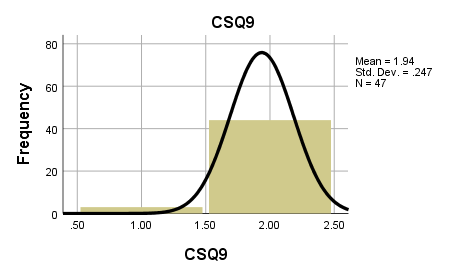 CSQ9
80
60
40
20
0
Frequency
.50 1.00 1.50 2.00 2.50
CSQ9
Mean = 1.94
Std. Dev. = .247
N = 47